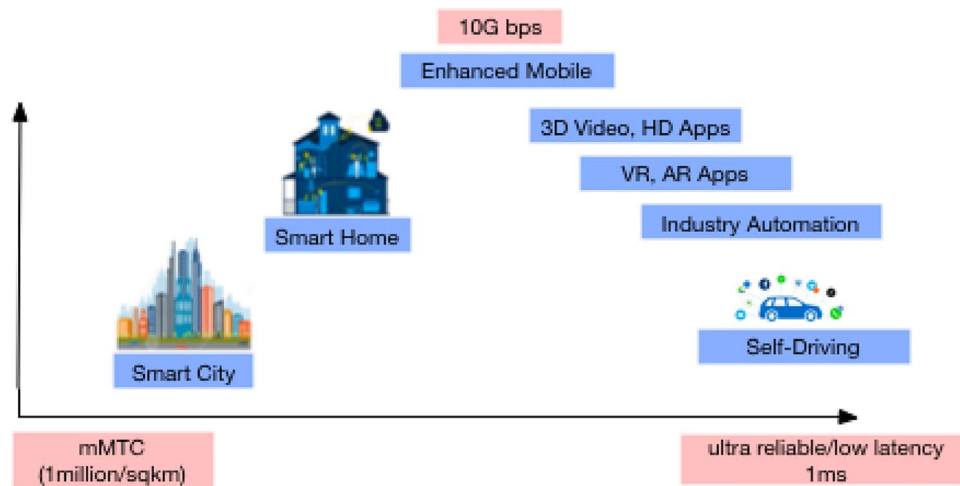 10G bps
Enhanced Mobile
3D Video, HD Apps
VR, AR Apps
Smart Home
Industry Automation
Smart City
Self-Driving
mMTC
(1million/sqkm)
ultra reliable/low latency
1ms